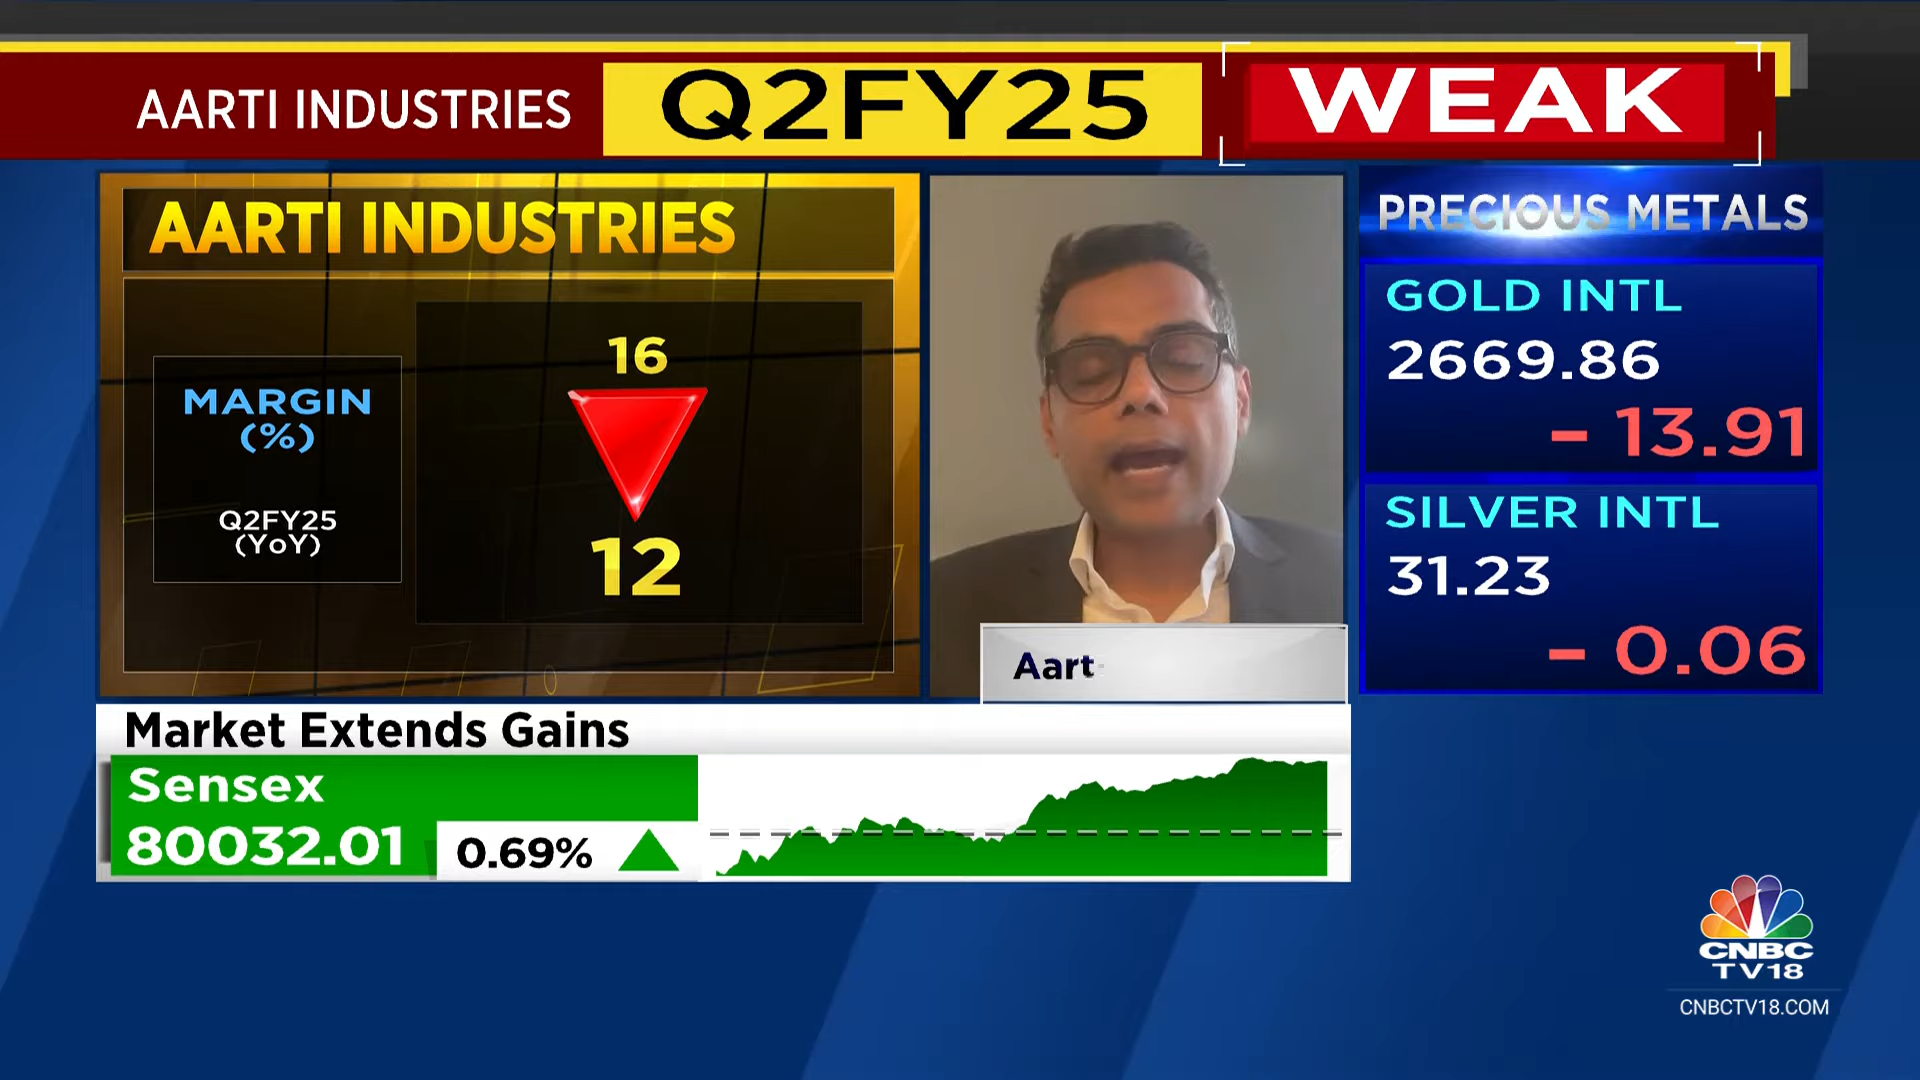 AARTI INDUSTRIES
Q2FY25
WEAK
AARTI INDUSTRIES
MARGIN
(%)
Q2FY25
(YoY)
16
12
Aart
PRECIOUS METALS
GOLD INTL
2669.86
- 13.91
SILVER INTL
31.23
- 0.06
Market Extends Gains
Sensex
80032.01
0.69%
CNBC
TV18
CNBCTV18.COM